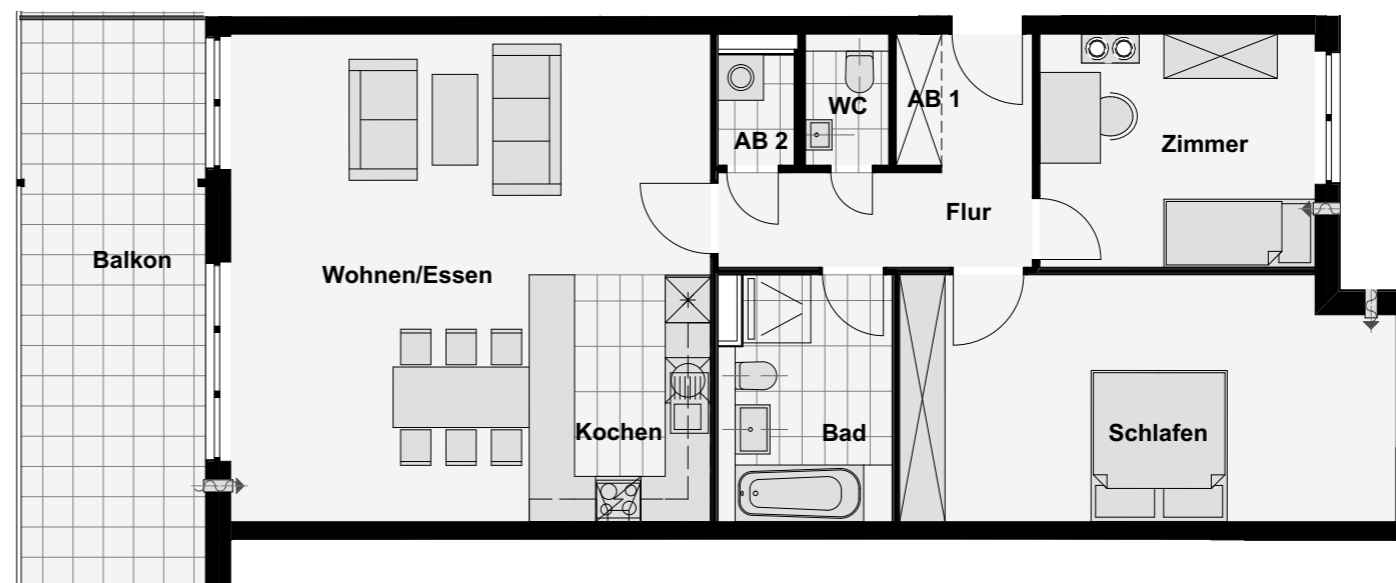 WC
AB 1
AB 2
Zimmer
Flur
Balkon
Wohnen/Essen
Kochen
Bad
Schlafen